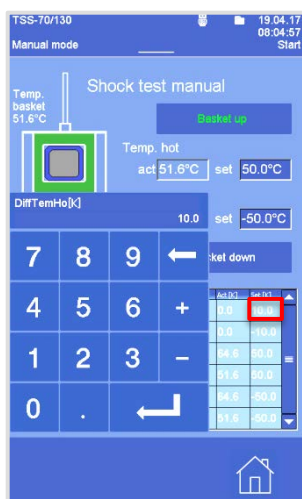 TSS-70/130 19.04.17
08:04:57
Manual mode Start
Shock test manual
Temp.
basket
51.6°C
Basket up
Temp. hot
act 51.6°C set 50.0°C
DiffTemHo[K]
10.0
set -50.0°C
7 8 9
ket down
4 5 6 +
1 2 3 -
0 .
Act [K] Set [K]
0.0 10.0
0.0 -10.0
64.6 50.0
51.6 50.0
64.6 -50.0
51.6 -50.0